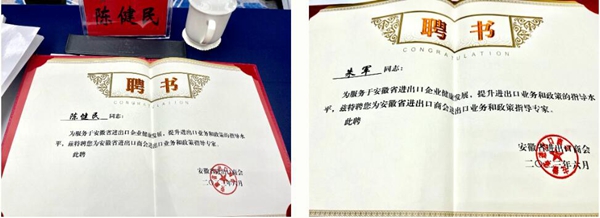 陈健民
聘书
CONGRATULATION
陈健民 同志:
为服务于安徽省进出口企业健康发展，提升进出口业务和政策的指导水
平，兹特聘您为安徽省进出口商会进出口业务和政策指导专家。
此聘
安徽省进出口商会
聘书
CONGRATULATION
朱军 同志:
为服务于安徽省进出口企业健康发展，提升进出口业务和政策的指导水
平，兹特聘您为安徽省进出口商会进出口业务和政策指导专家。
此聘
安徽省进出口商会